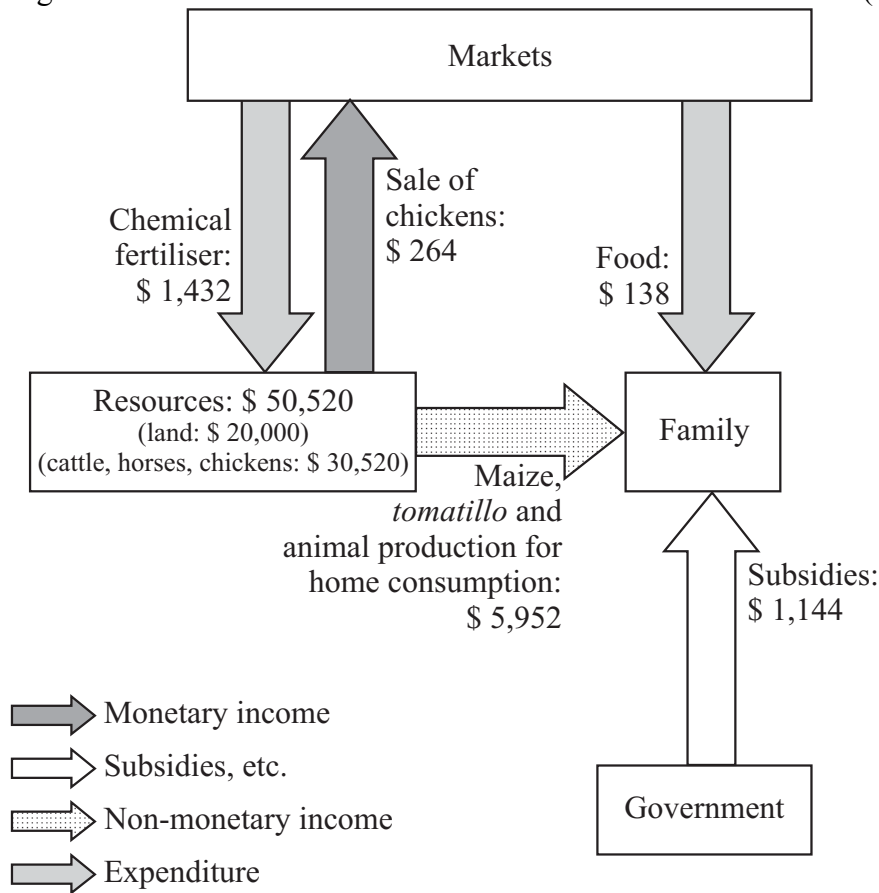 Markets
Chemical
fertiliser:
$ 1,432
Sale of
chickens:
$ 264
Food:
$ 138
Resources: $ 50,520
(land: $ 20,000)
(cattle, horses, chickens: $ 30,520)
Family
Maize,
tomatillo and
animal production for
home consumption:
$ 5,952
Subsidies:
$ 1,144
Government
Monetary income
Subsidies, etc.
Non-monetary income
Expenditure